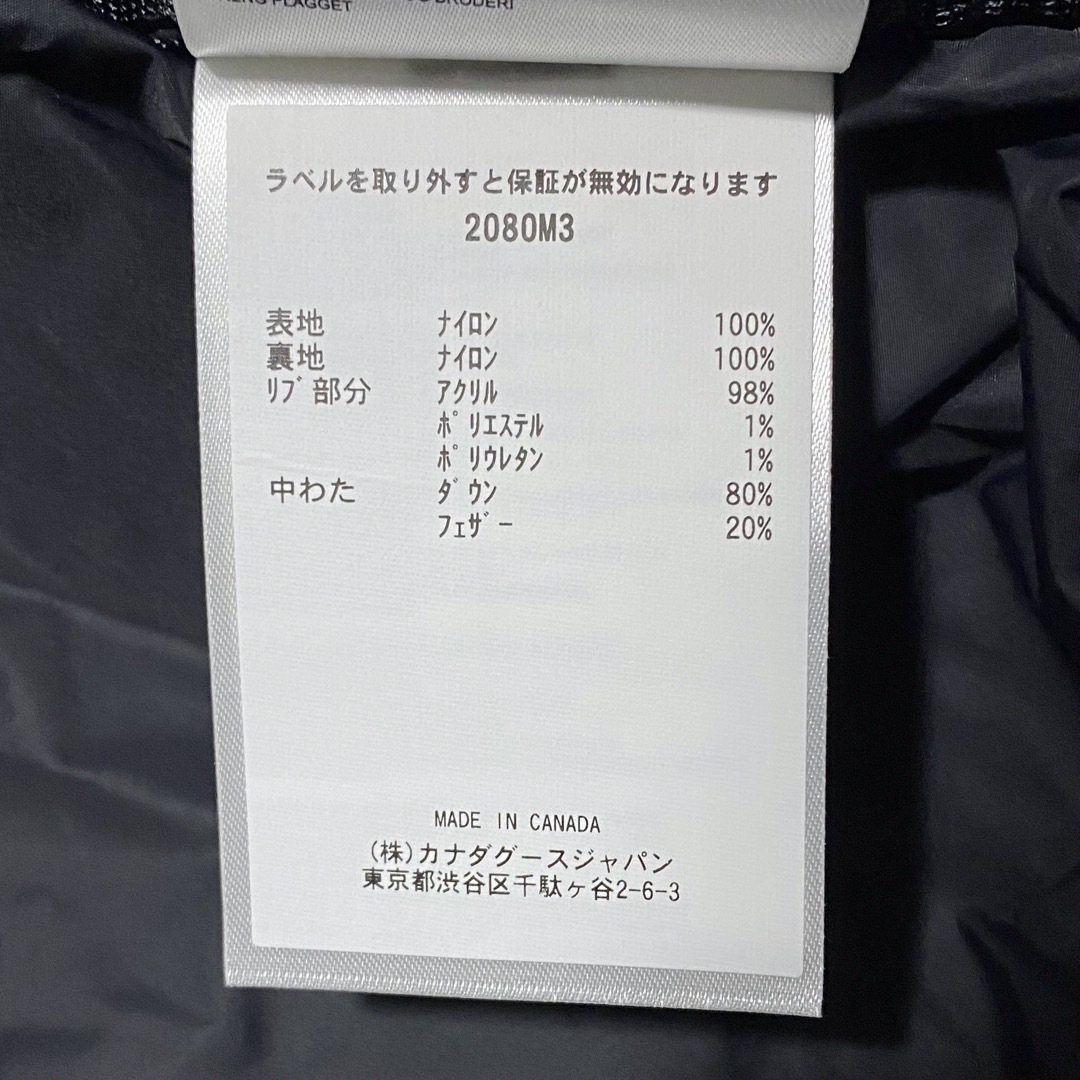 FLAGGET
BRODERI
ラベルを取り外すと保証が無効になります
2080M3
表地 ﾅｲﾛﾝ 100%
裏地 ﾅｲﾛﾝ 100%
ﾘﾌﾞ部分 ｱｸﾘﾙ 98%
ﾎﾟﾘｴｽﾃﾙ 1%
ﾎﾟﾘｳﾚﾀﾝ 1%
中わた ﾀﾞｳﾝ 80%
ﾌｪｻﾞｰ 20%
MADE IN CANADA
(株)カナダグースジャパン
東京都渋谷区千駄ヶ谷2-6-3